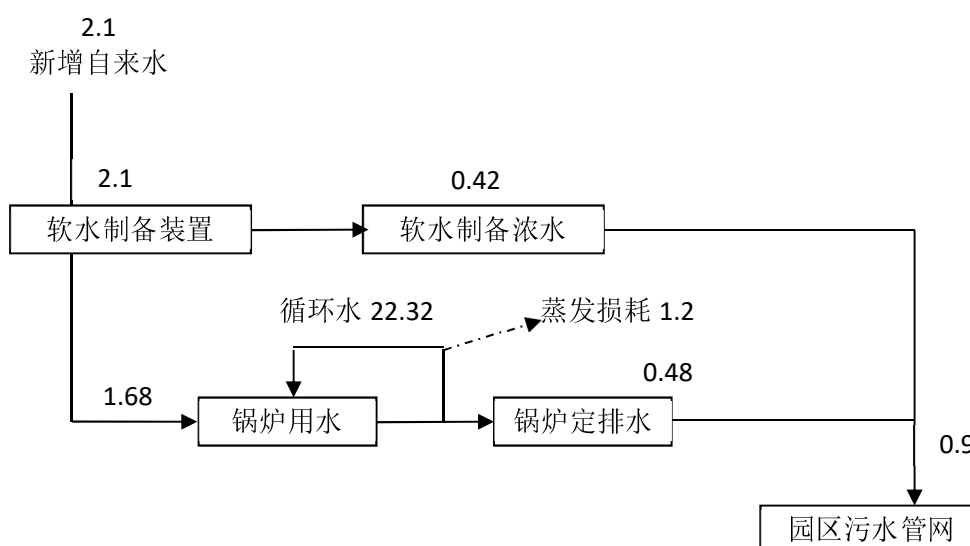 2.1
新增自来水
2.1
0.42
软水制备装置
软水制备浓水
循环水 22.32
蒸发损耗 1.2
1.68
0.48
锅炉用水
锅炉定排水
0.9
园区污水管网